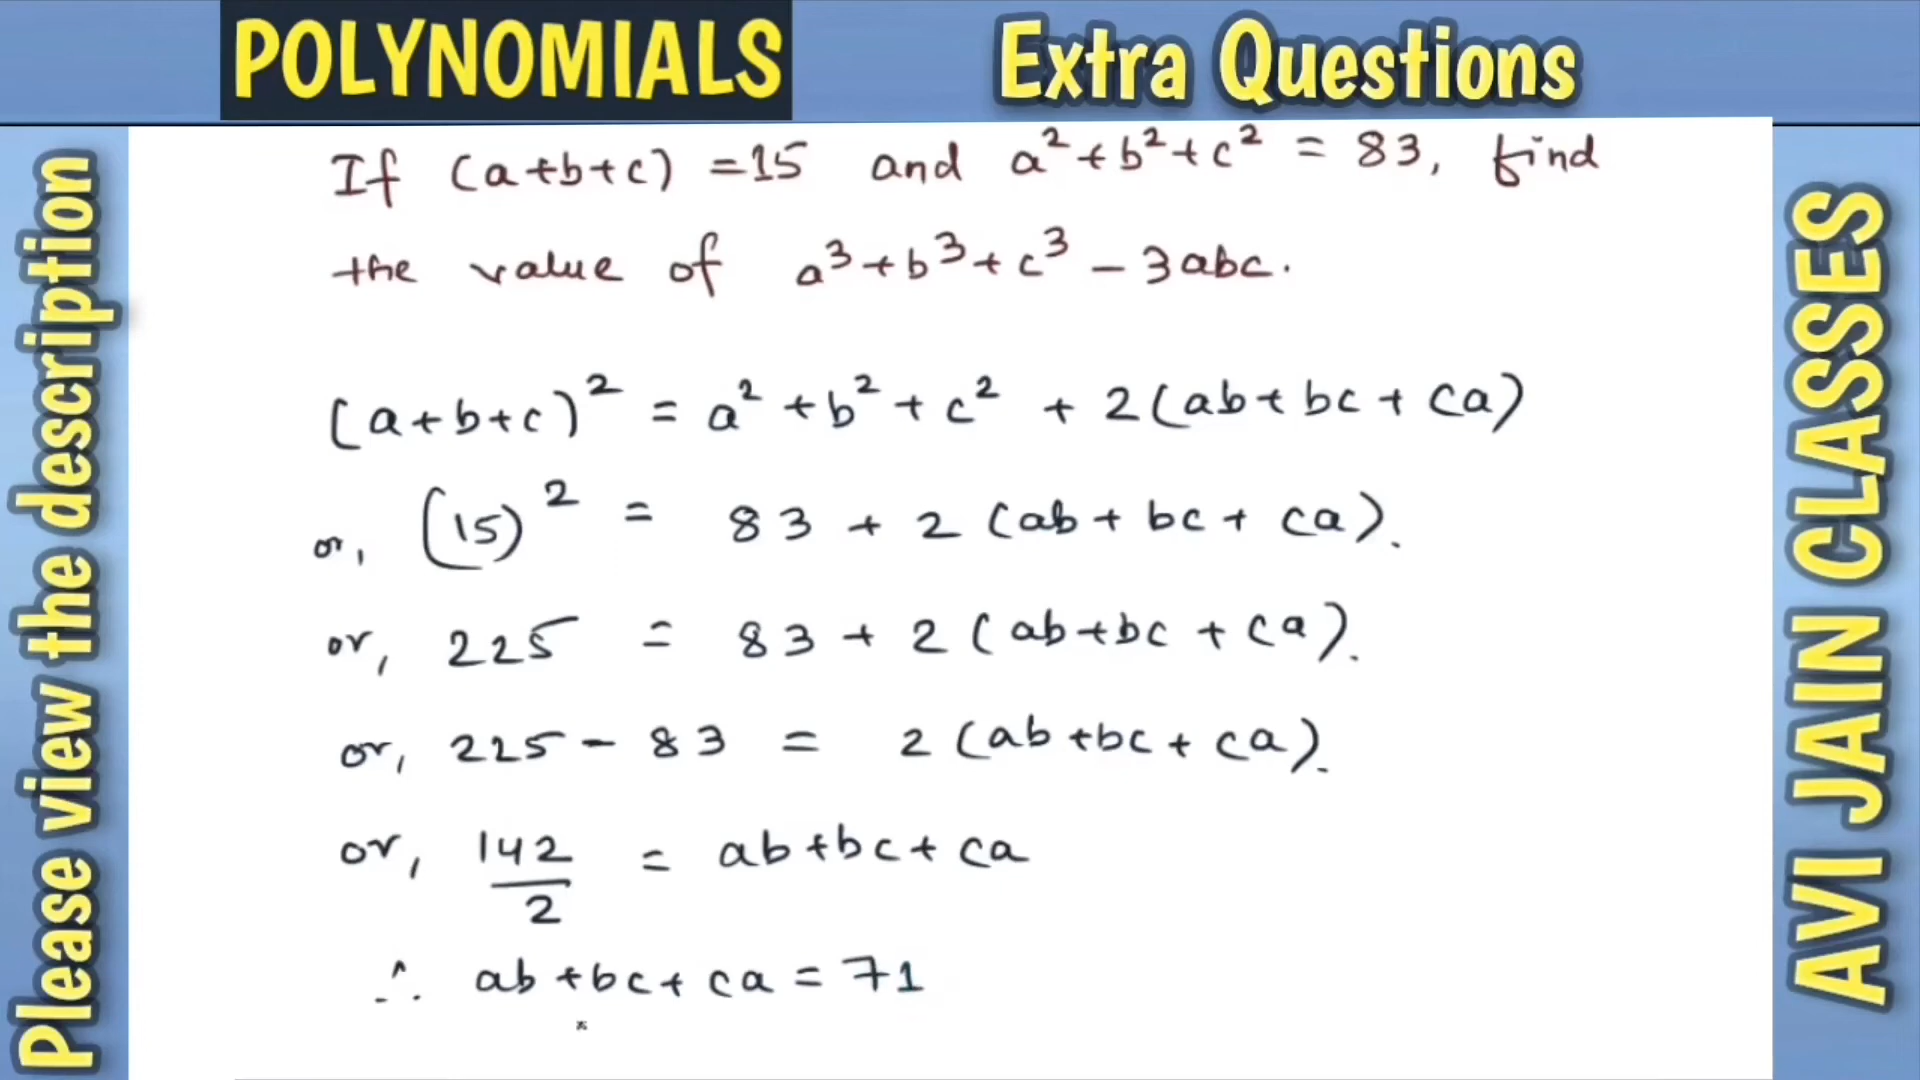 POLYNOMIALS
Extra Questions
Please view the description
If (a+b+c) =15 and a²+b²+c² = 83, find
the value of a³+b³+c³ – 3abc.
(a+b+c)² = a² +b² + c² + 2(ab+bc+ca)
or, (15)² = 83 + 2 (ab+ bc+ ca).
or, 225 = 83 + 2 (ab+bc + ca).
or, 225 - 83 = 2 (ab+bc+ ca).
or, 142/2 = ab+bc+ ca
∴ ab+bc+ ca = 71
AVI JAIN CLASSES